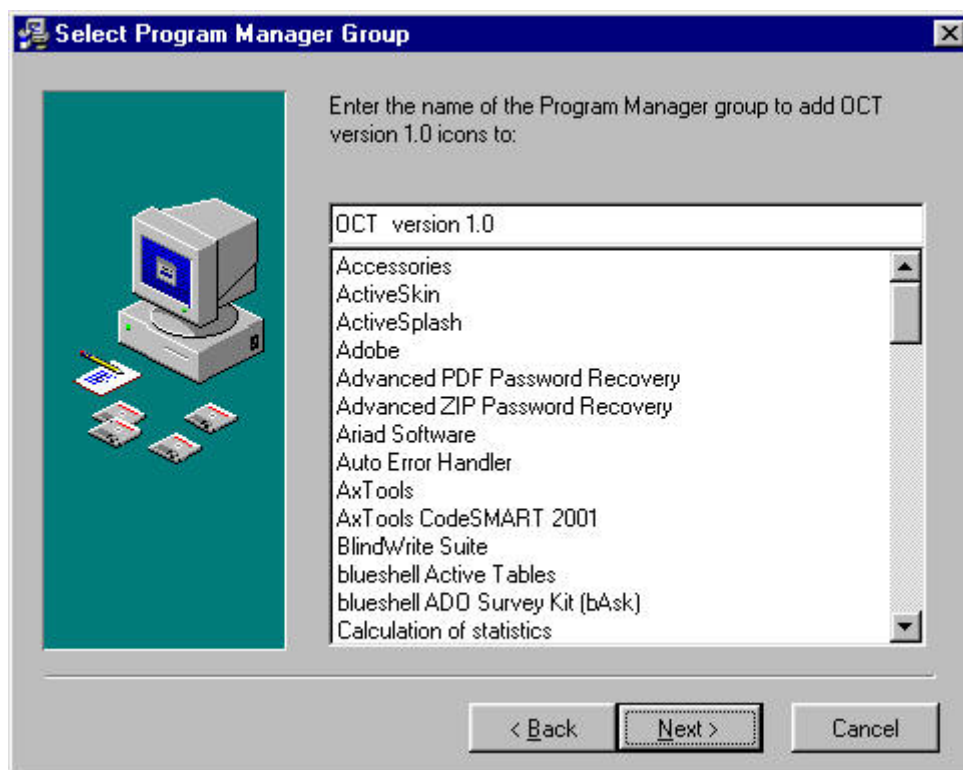 Select Program Manager Group
Enter the name of the Program Manager group to add OCT
version 1.0 icons to:
OCT  version 1.0
Accessories
ActiveSkin
ActiveSplash
Adobe
Advanced PDF Password Recovery
Advanced ZIP Password Recovery
Ariad Software
Auto Error Handler
AxTools
AxTools CodeSMART 2001
BlindWrite Suite
blueshell Active Tables
blueshell ADO Survey Kit (bAsk)
Calculation of statistics
< Back
Next >
Cancel